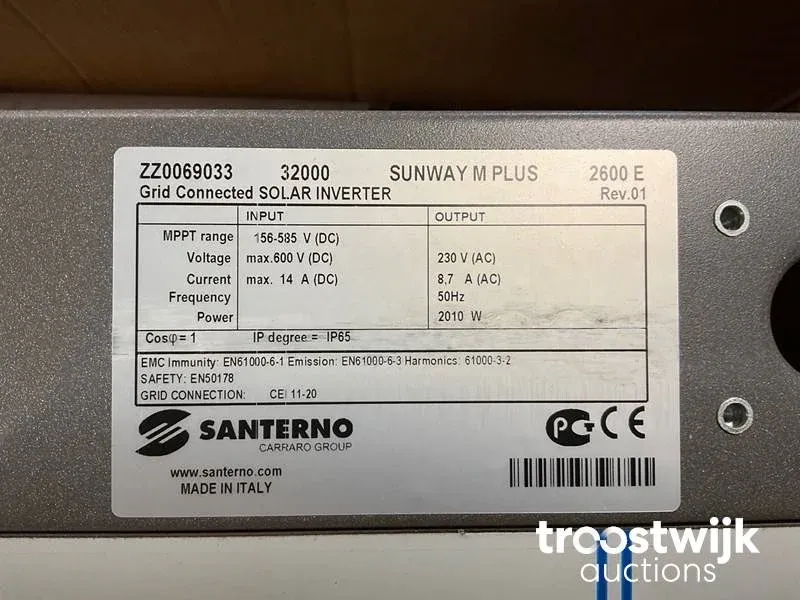 ZZ0069033 32000 SUNWAY M PLUS 2600 E
Grid Connected SOLAR INVERTER Rev.01
INPUT OUTPUT
MPPT range 156-585 V (DC)
Voltage max.600 V (DC) 230 V (AC)
Current max. 14 A (DC) 8,7 A (AC)
Frequency 50Hz
Power 2010 W
Cosφ= 1 IP degree = IP65
EMC Immunity: EN61000-6-1 Emission: EN61000-6-3 Harmonics: 61000-3-2
SAFETY: EN50178
GRID CONNECTION: CEI 11-20
SANTERNO
CARRARO GROUP
PC CE
www.santerno.com
MADE IN ITALY
troostwijk
auctions